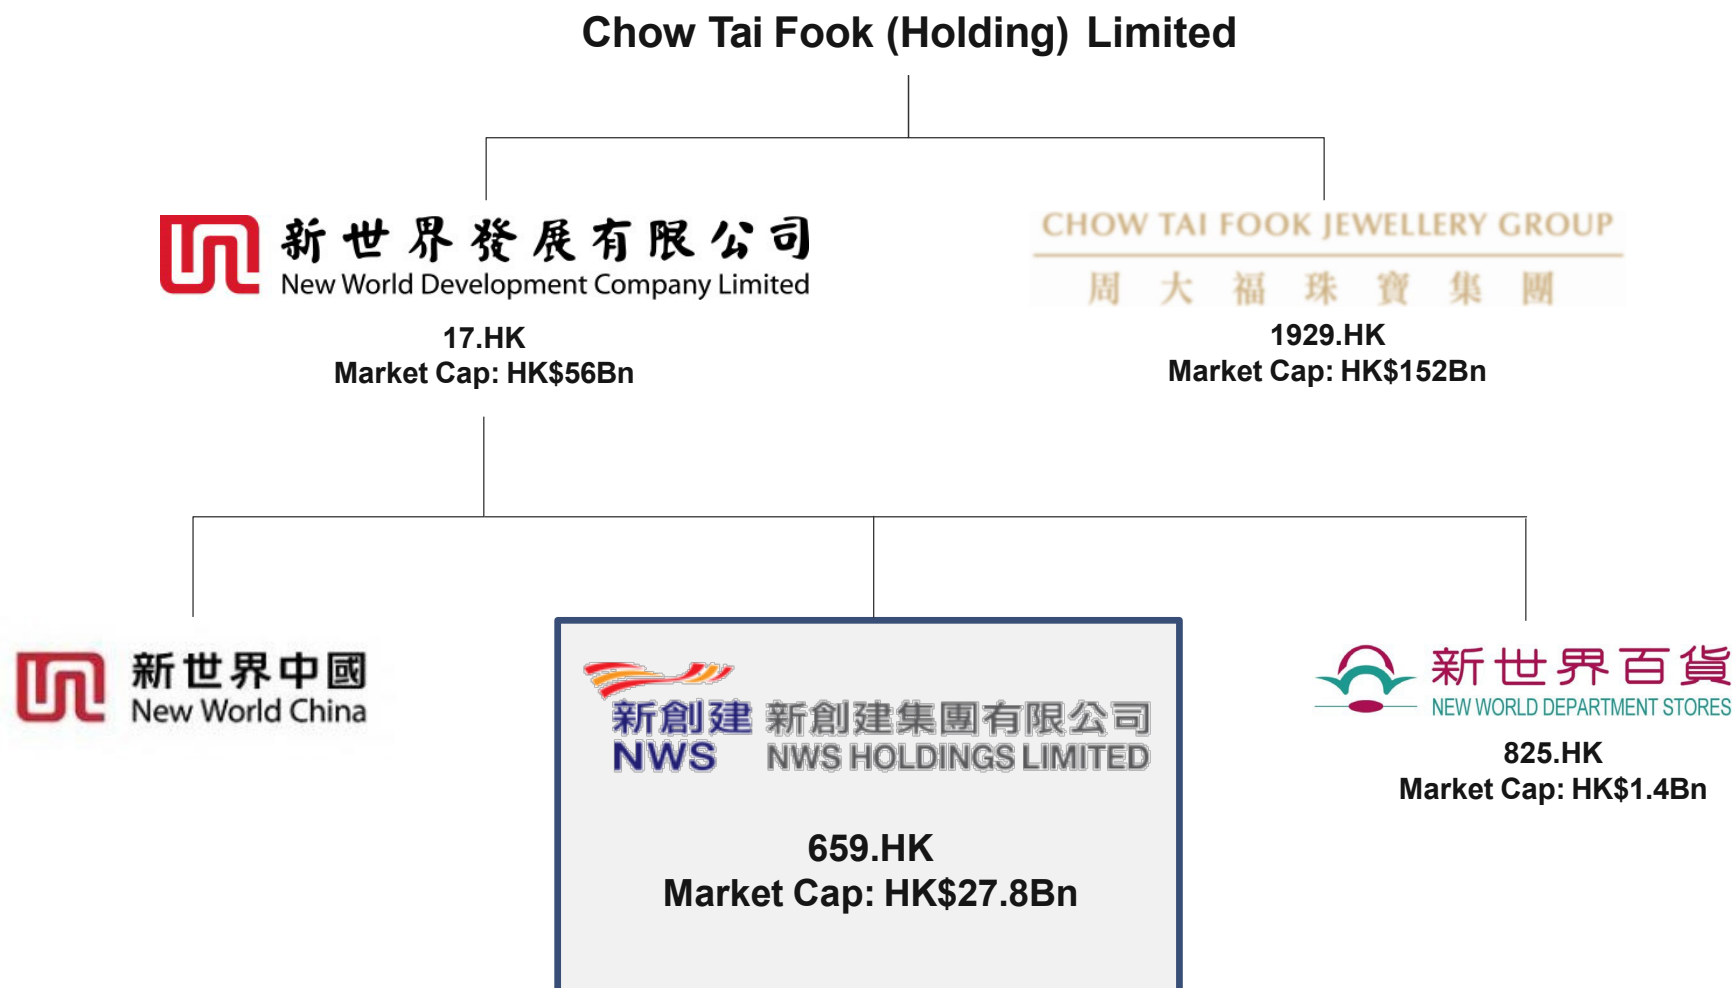 Chow Tai Fook (Holding) Limited
新世界發展有限公司
New World Development Company Limited
17.HK
Market Cap: HK$56Bn
CHOW TAI FOOK JEWELLERY GROUP
周大福珠寶集團
1929.HK
Market Cap: HK$152Bn
新世界中國
New World China
新創建
NWS
新創建集團有限公司
NWS HOLDINGS LIMITED
659.HK
Market Cap: HK$27.8Bn
新世界百貨
NEW WORLD DEPARTMENT STORES
825.HK
Market Cap: HK$1.4Bn